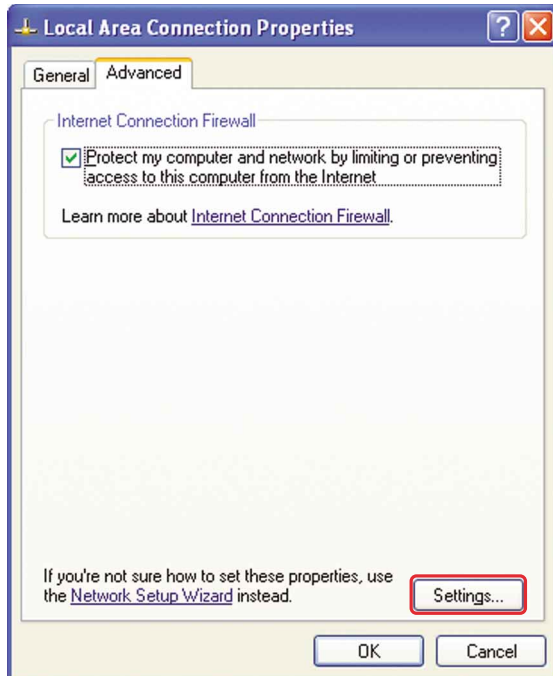 Local Area Connection Properties
?
General
Advanced
Internet Connection Firewall
Protect my computer and network by limiting or preventing
access to this computer from the Internet
Learn more about Internet Connection Firewall.
If you're not sure how to set these properties, use
the Network Setup Wizard instead.
Settings...
OK
Cancel